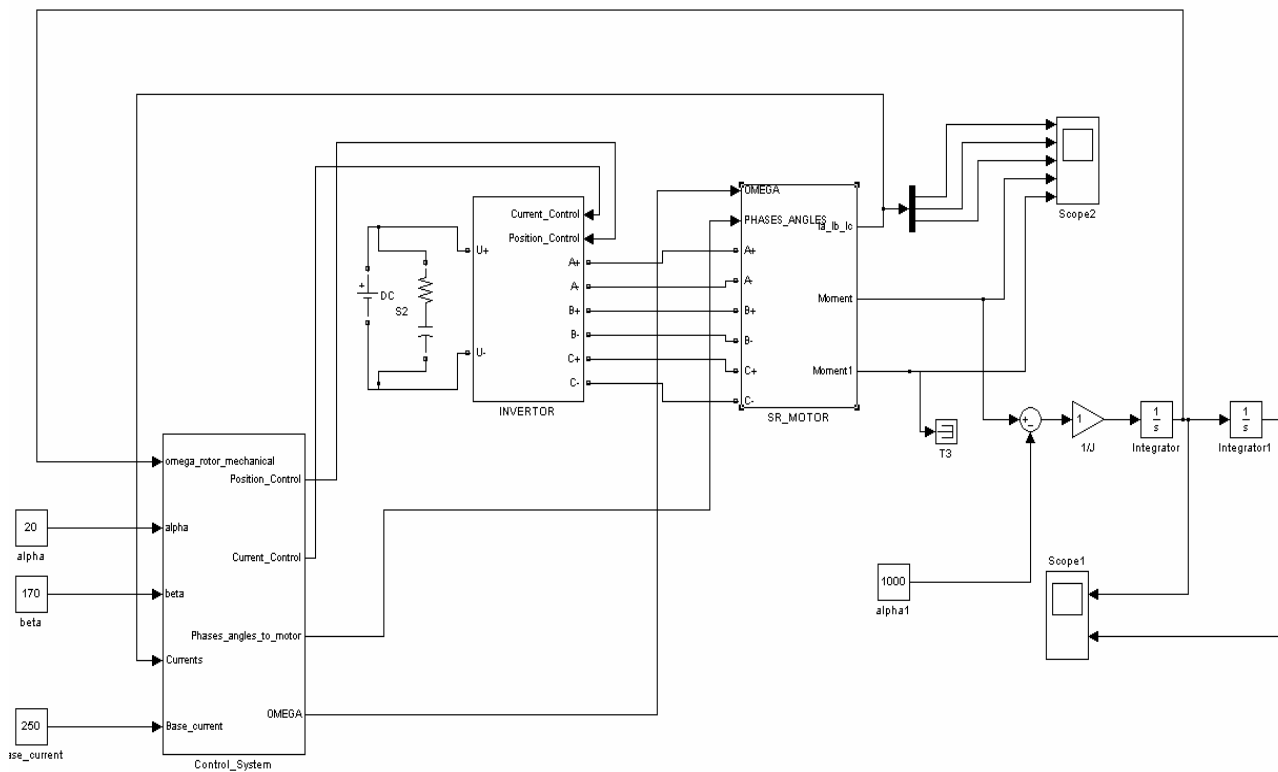 OMEGA
PHASES_ANGLES
Ia_Ib_Ic
A+
A-
B+
B-
C+
C-
Moment
Moment1
SR_MOTOR
Scope2
Current_Control
Position_Control
U+
U-
A+
A-
B+
B-
C+
C-
INVERTOR
+
DC
S2
T3
+
-
1
1/J
1
s
Integrator
1
s
Integrator1
omega_rotor_mechanical
Position_Control
alpha
Current_Control
beta
Phases_angles_to_motor
Currents
OMEGA
Base_current
Control_System
20
alpha
170
beta
250
ase_current
1000
alpha1
Scope1